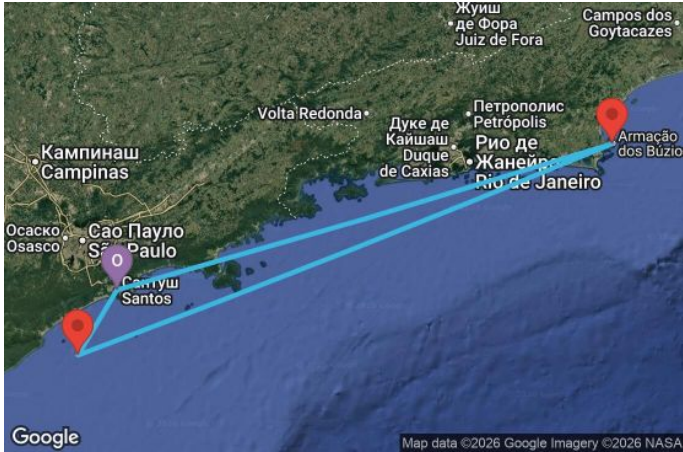 Жуиш
де Фора
Juiz de Fora
Campos dos
Goytacazes
Volta Redonda
Петрополис
Petrópolis
Дуке де
Кайшаш
Duque
de Caxias
Рио де
Жанейро
Rio de Janeiro
Armação
dos Búzio
Кампинаш
Campinas
Осаско
Osasco
Сао Пауло
São Paulo
O
Сантуш
Santos
Google
Map data ©2026 Google Imagery ©2026 NASA